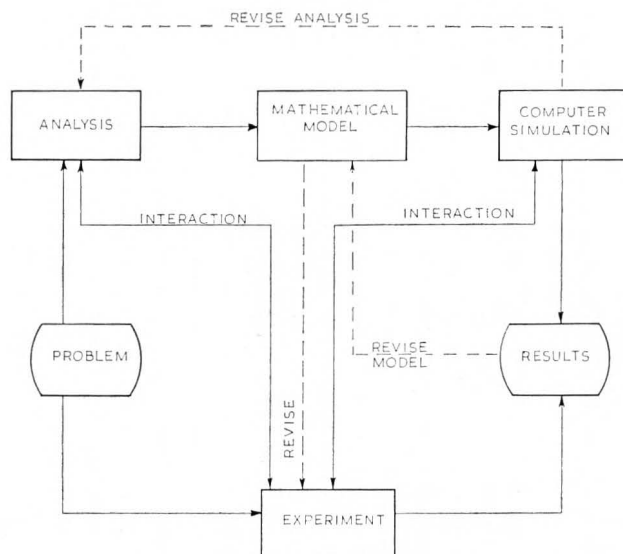 REVISE ANALYSIS
ANALYSIS
MATHEMATICAL
MODEL
COMPUTER
SIMULATION
INTERACTION
INTERACTION
PROBLEM
REVISE
MODEL
RESULTS
REVISE
EXPERIMENT